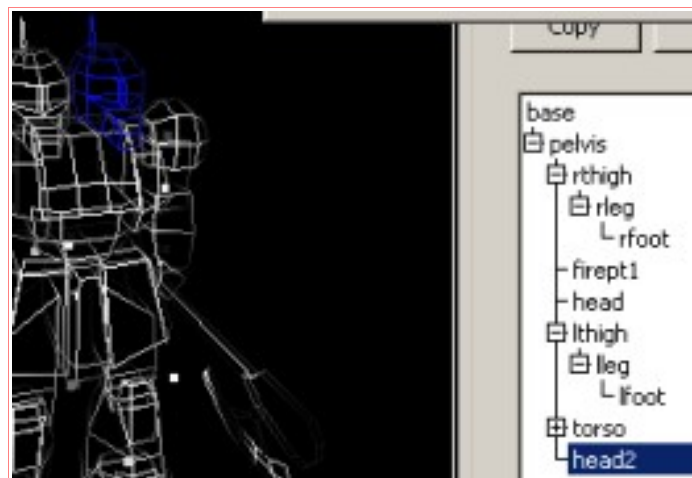 Copy
base
pelvis
rthigh
rleg
rfoot
firept1
head
lthigh
lleg
lfoot
torso
head2